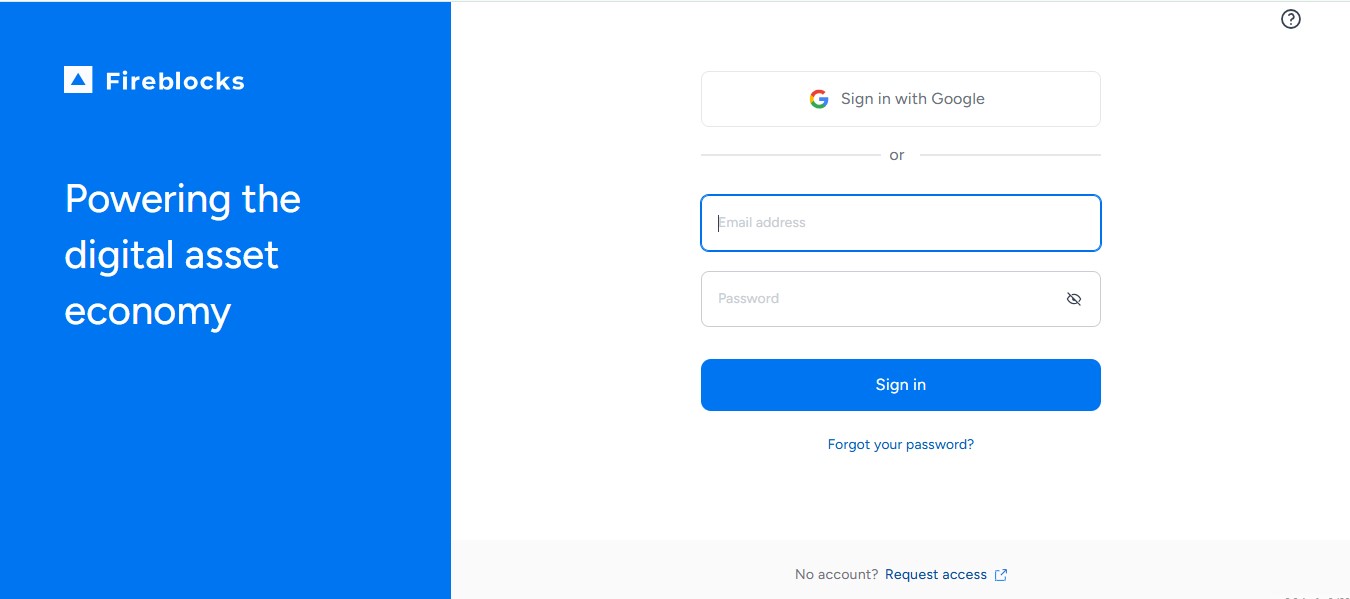 Fireblocks
Powering the
digital asset
economy
Sign in with Google
or
Email address
Password
Sign in
Forgot your password?
No account? Request access